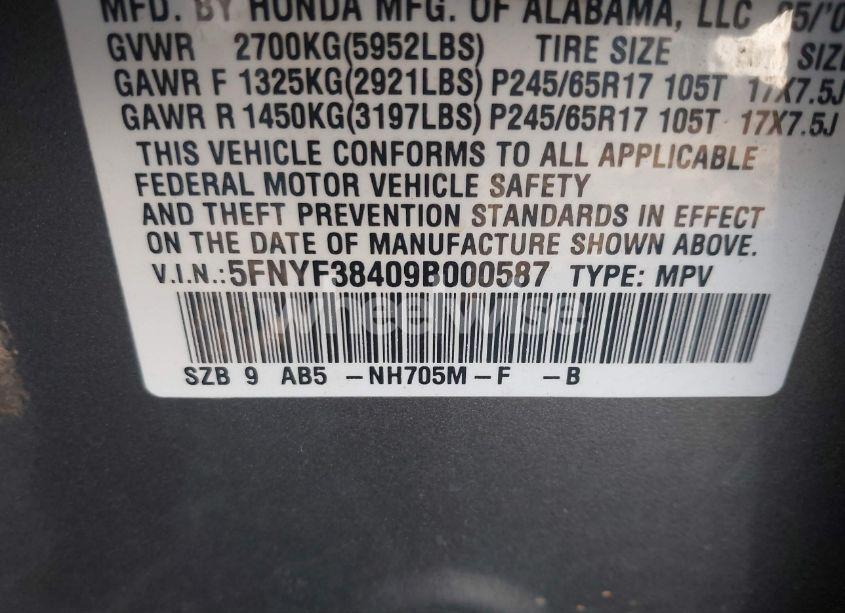 MFD. BY HONDA MFG. OF ALABAMA, LLC
GVWR 2700KG(5952LBS) TIRE SIZE RIM SIZE
GAWR F 1325KG(2921LBS) P245/65R17 105T 17X7.5J
GAWR R 1450KG(3197LBS) P245/65R17 105T 17X7.5J
THIS VEHICLE CONFORMS TO ALL APPLICABLE
FEDERAL MOTOR VEHICLE SAFETY
AND THEFT PREVENTION STANDARDS IN EFFECT
ON THE DATE OF MANUFACTURE SHOWN ABOVE.
V.I.N.:5FNYF38409B000587 TYPE: MPV
wheelwise
SZB 9 AB5 -NH705M-F -B